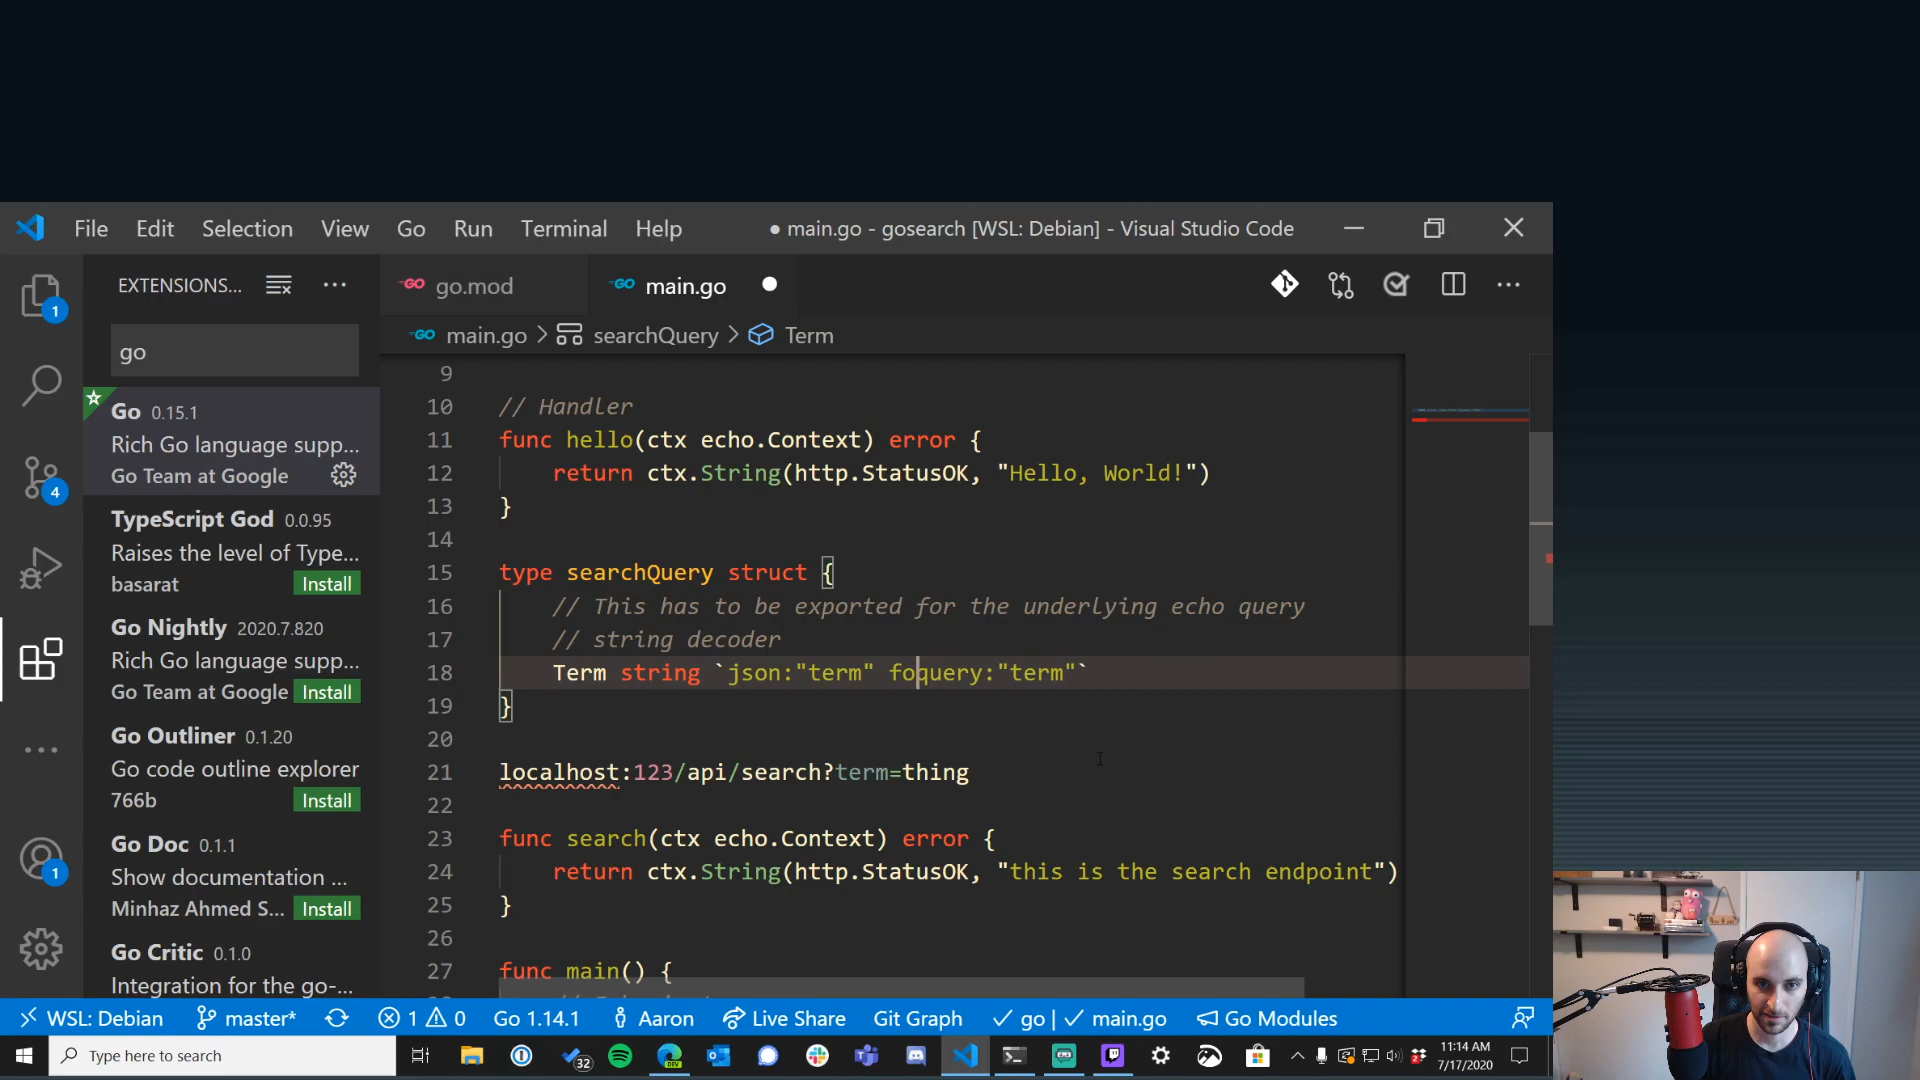 File Edit Selection View Go Run Terminal Help
● main.go - gosearch [WSL: Debian] - Visual Studio Code
EXTENSIONS...
go.mod
main.go
main.go > searchQuery > Term
go
Go 0.15.1
Rich Go language supp...
Go Team at Google
TypeScript God 0.0.95
Raises the level of Type...
basarat Install
Go Nightly 2020.7.820
Rich Go language supp...
Go Team at Google Install
Go Outliner 0.1.20
Go code outline explorer
766b Install
Go Doc 0.1.1
Show documentation ...
Minhaz Ahmed S... Install
Go Critic 0.1.0
Integration for the go-...
1
4
1
9
10 // Handler
11 func hello(ctx echo.Context) error {
12 return ctx.String(http.StatusOK, "Hello, World!")
13 }
14
15 type searchQuery struct {
16 // This has to be exported for the underlying echo query
17 // string decoder
18 Term string `json:"term" foquery:"term"`
19 }
20
21 localhost:123/api/search?term=thing
22
23 func search(ctx echo.Context) error {
24 return ctx.String(http.StatusOK, "this is the search endpoint")
25 }
26
27 func main() {
WSL: Debian master* 1 0 Go 1.14.1 Aaron Live Share Git Graph ✓ go | ✓ main.go Go Modules
Type here to search
32
DEV
11:14 AM
7/17/2020